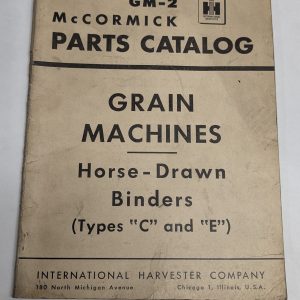 GM-2
McCORMICK
PARTS CATALOG
GRAIN
MACHINES
Horse-Drawn
Binders
(Types "C" and "E")
INTERNATIONAL HARVESTER COMPANY
180 North Michigan Avenue Chicago 1, Illinois, U.S.A.